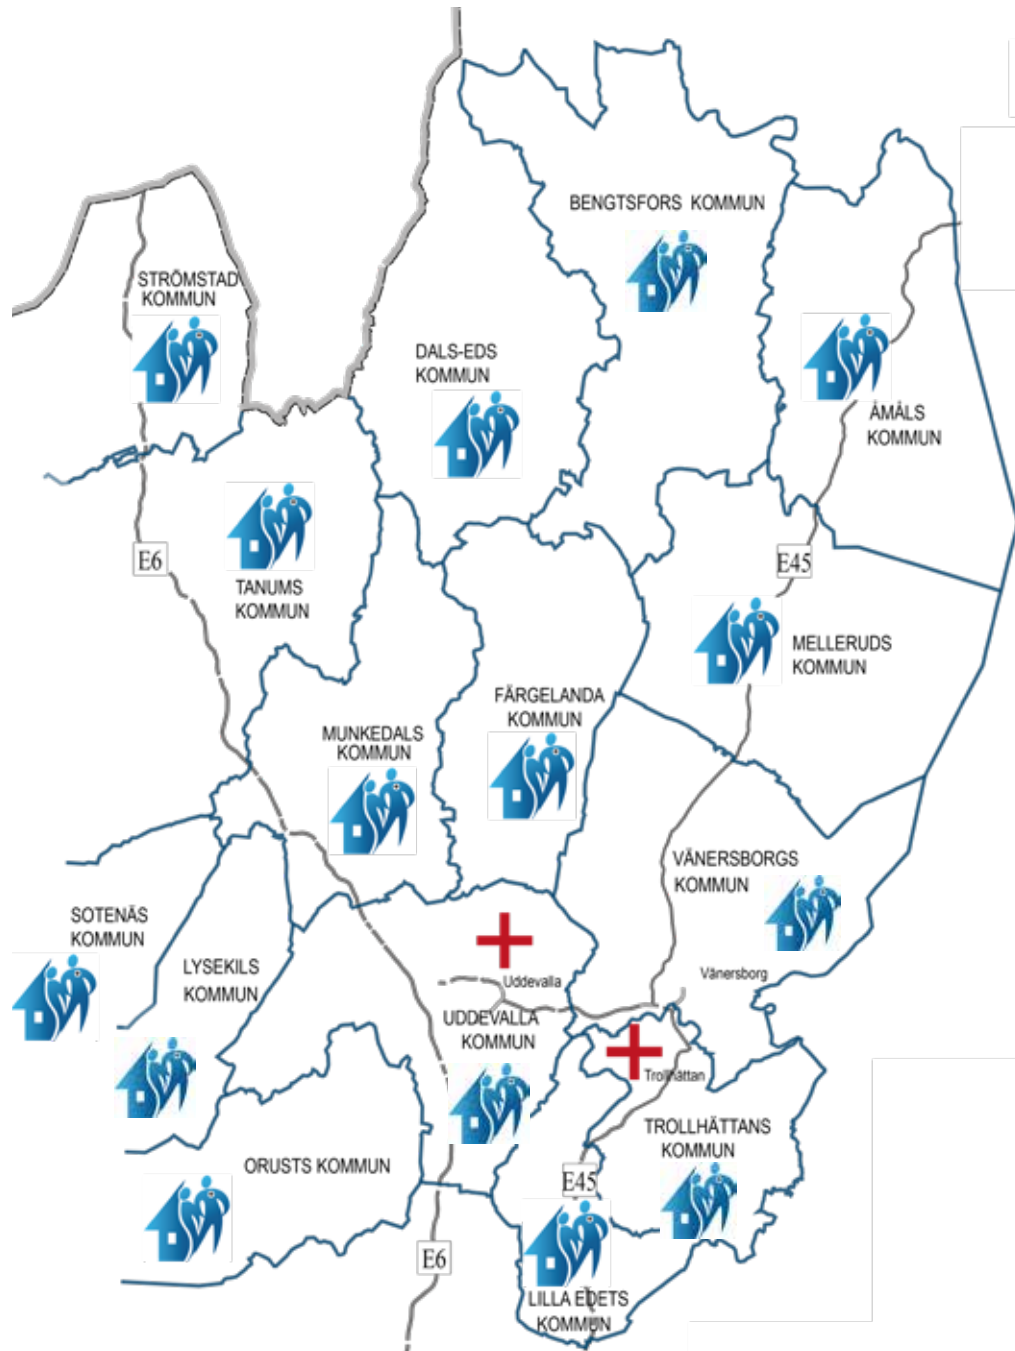 BENGTSFORS KOMMUN
STRÖMSTAD
KOMMUN
DALS-EDS
KOMMUN
ÅMÅLS
KOMMUN
E6
E45
TANUMS
KOMMUN
MELLERUDS
KOMMUN
FÄRGELANDA
KOMMUN
MUNKEDALS
KOMMUN
VÄNERSBORGS
KOMMUN
SOTENÄS
KOMMUN
LYSEKILS
KOMMUN
Vänersborg
Uddevalla
UDDEVALLA
KOMMUN
Trollhättan
TROLLHÄTTANS
KOMMUN
ORUSTS KOMMUN
E45
E6
LILLA EDETS
KOMMUN